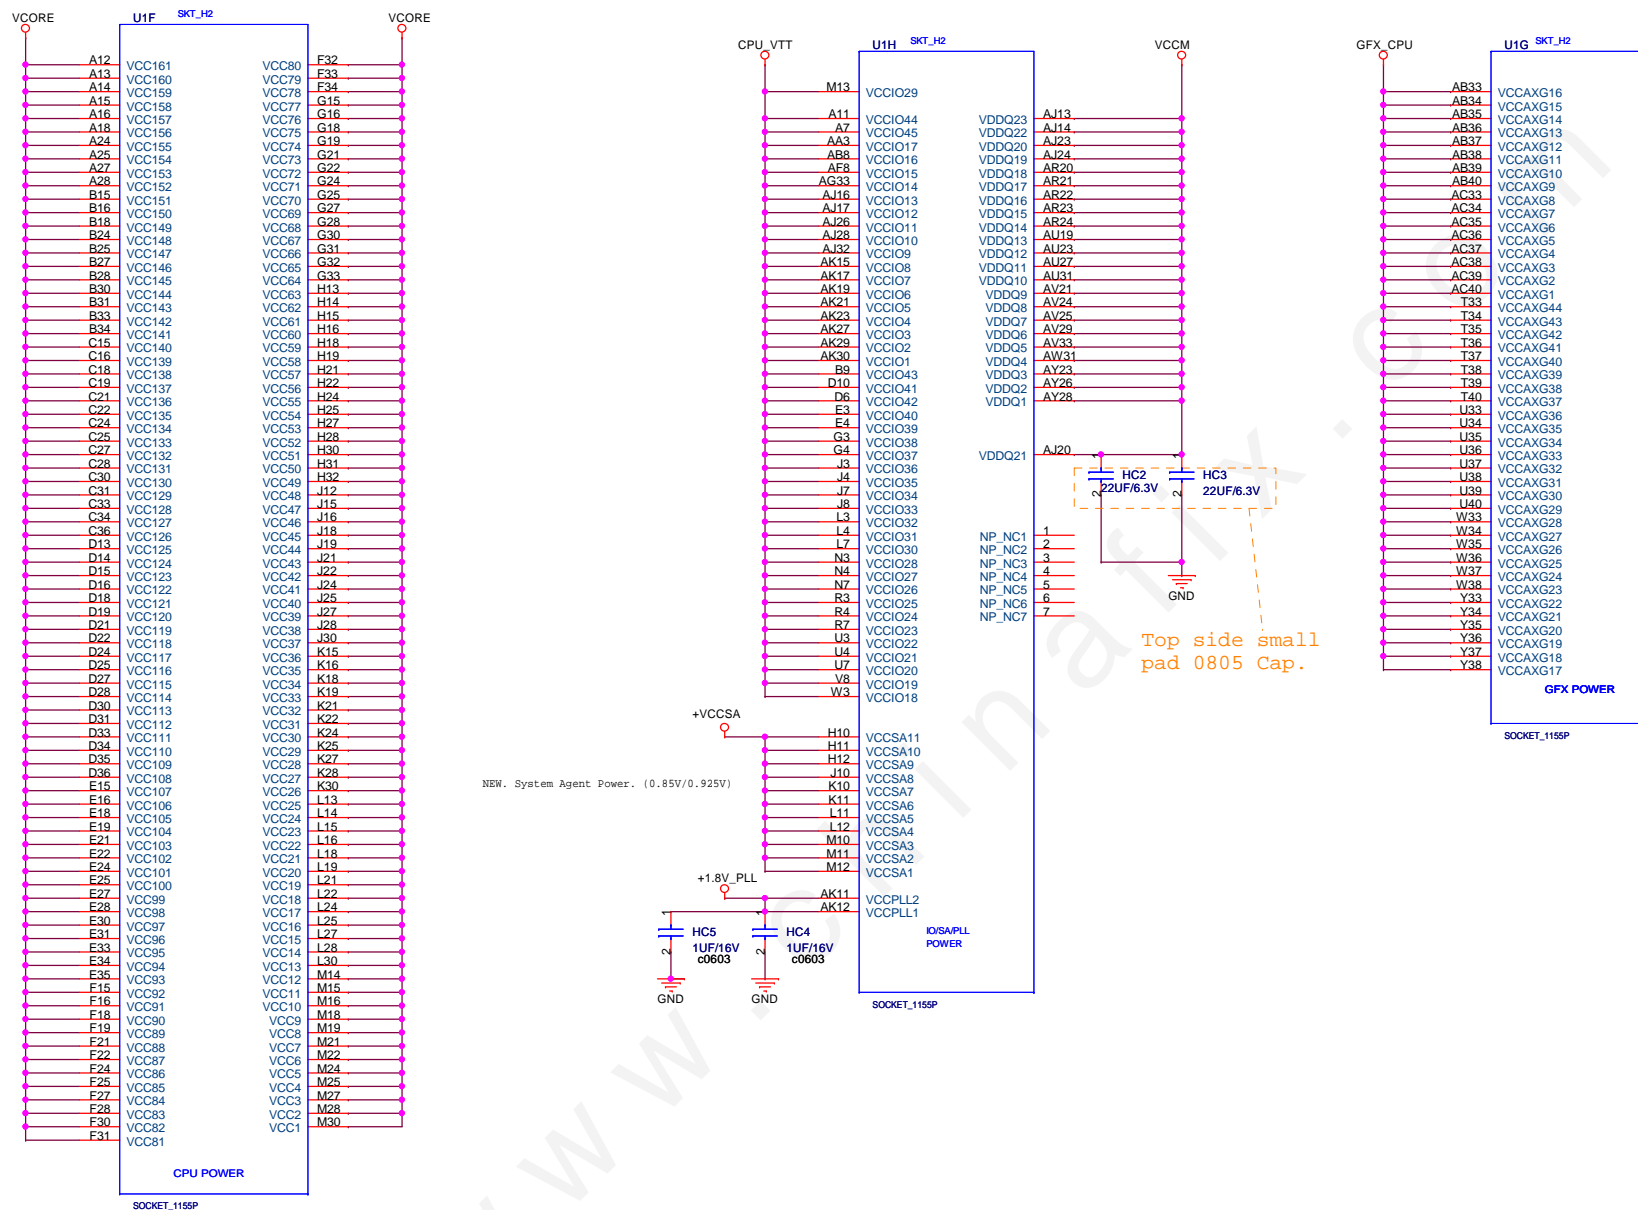 VCORE
U1F SKT_H2
VCORE
A12 VCC161 VCC80 F32
A13 VCC160 VCC79 F33
A14 VCC159 VCC78 F34
A15 VCC158 VCC77 G15
A16 VCC157 VCC76 G16
A18 VCC156 VCC75 G18
A24 VCC155 VCC74 G19
A25 VCC154 VCC73 G21
A27 VCC153 VCC72 G22
A28 VCC152 VCC71 G24
B15 VCC151 VCC70 G25
B16 VCC150 VCC69 G27
B18 VCC149 VCC68 G28
B24 VCC148 VCC67 G30
B25 VCC147 VCC66 G31
B27 VCC146 VCC65 G32
B28 VCC145 VCC64 G33
B30 VCC144 VCC63 H13
B31 VCC143 VCC62 H14
B33 VCC142 VCC61 H15
B34 VCC141 VCC60 H16
C15 VCC140 VCC59 H18
C16 VCC139 VCC58 H19
C18 VCC138 VCC57 H21
C19 VCC137 VCC56 H22
C21 VCC136 VCC55 H24
C22 VCC135 VCC54 H25
C24 VCC134 VCC53 H27
C25 VCC133 VCC52 H28
C27 VCC132 VCC51 H30
C28 VCC131 VCC50 H31
C30 VCC130 VCC49 H32
C31 VCC129 VCC48 J12
C33 VCC128 VCC47 J15
C34 VCC127 VCC46 J16
C36 VCC126 VCC45 J18
D13 VCC125 VCC44 J19
D14 VCC124 VCC43 J21
D15 VCC123 VCC42 J22
D16 VCC122 VCC41 J24
D18 VCC121 VCC40 J25
D19 VCC120 VCC39 J27
D21 VCC119 VCC38 J28
D22 VCC118 VCC37 J30
D24 VCC117 VCC36 K15
D25 VCC116 VCC35 K16
D27 VCC115 VCC34 K18
D28 VCC114 VCC33 K19
D30 VCC113 VCC32 K21
D31 VCC112 VCC31 K22
D33 VCC111 VCC30 K24
D34 VCC110 VCC29 K25
D35 VCC109 VCC28 K27
D36 VCC108 VCC27 K28
E15 VCC107 VCC26 K30
E16 VCC106 VCC25 L13
E18 VCC105 VCC24 L14
E19 VCC104 VCC23 L15
E21 VCC103 VCC22 L16
E22 VCC102 VCC21 L18
E24 VCC101 VCC20 L19
E25 VCC100 VCC19 L21
E27 VCC99 VCC18 L22
E28 VCC98 VCC17 L24
E30 VCC97 VCC16 L25
E31 VCC96 VCC15 L27
E33 VCC95 VCC14 L28
E34 VCC94 VCC13 L30
E35 VCC93 VCC12 M14
F15 VCC92 VCC11 M15
F16 VCC91 VCC10 M16
F18 VCC90 VCC9 M18
F19 VCC89 VCC8 M19
F21 VCC88 VCC7 M21
F22 VCC87 VCC6 M22
F24 VCC86 VCC5 M24
F25 VCC85 VCC4 M25
F27 VCC84 VCC3 M27
F28 VCC83 VCC2 M28
F30 VCC82 VCC1 M30
F31 VCC81
CPU POWER
SOCKET_1155P
CPU_VTT
U1H SKT_H2
VCCM
M13 VCCIO29
A11 VCCIO44 VDDQ23 AJ13
A7 VCCIO45 VDDQ22 AJ14
AA3 VCCIO17 VDDQ20 AJ23
AB8 VCCIO16 VDDQ19 AJ24
AF8 VCCIO15 VDDQ18 AR20
AG33 VCCIO14 VDDQ17 AR21
AJ16 VCCIO13 VDDQ16 AR22
AJ17 VCCIO12 VDDQ15 AR23
AJ26 VCCIO11 VDDQ14 AR24
AJ28 VCCIO10 VDDQ13 AU19
AJ32 VCCIO9 VDDQ12 AU23
AK15 VCCIO8 VDDQ11 AU27
AK17 VCCIO7 VDDQ10 AU31
AK19 VCCIO6 VDDQ9 AV21
AK21 VCCIO5 VDDQ8 AV24
AK23 VCCIO4 VDDQ7 AV25
AK27 VCCIO3 VDDQ6 AV29
AK29 VCCIO2 VDDQ5 AV33
AK30 VCCIO1 VDDQ4 AW31
B9 VCCIO43 VDDQ3 AY23
D10 VCCIO41 VDDQ2 AY26
D6 VCCIO42 VDDQ1 AY28
E3 VCCIO40
E4 VCCIO39
G3 VCCIO38
G4 VCCIO37 VDDQ21 AJ20
J3 VCCIO36
J4 VCCIO35
J7 VCCIO34
J8 VCCIO33
L3 VCCIO32
L4 VCCIO31 NP_NC1 1
L7 VCCIO30 NP_NC2 2
N3 VCCIO28 NP_NC3 3
N4 VCCIO27 NP_NC4 4
N7 VCCIO26 NP_NC5 5
R3 VCCIO25 NP_NC6 6
R4 VCCIO24 NP_NC7 7
R7 VCCIO23
U3 VCCIO22
U4 VCCIO21
U7 VCCIO20
V8 VCCIO19
W3 VCCIO18
1 HC2 2 22UF/6.3V
1 HC3 2 22UF/6.3V
GND
Top side small
pad 0805 Cap.
+VCCSA
NEW. System Agent Power. (0.85V/0.925V)
H10 VCCSA11
H11 VCCSA10
H12 VCCSA9
J10 VCCSA8
K10 VCCSA7
K11 VCCSA6
L11 VCCSA5
L12 VCCSA4
M10 VCCSA3
M11 VCCSA2
M12 VCCSA1
+1.8V_PLL
AK11 VCCPLL2
AK12 VCCPLL1
1 HC5 2 1UF/16V c0603
1 HC4 2 1UF/16V c0603
GND GND
IO/SA/PLL
POWER
SOCKET_1155P
GFX_CPU
U1G SKT_H2
AB33 VCCAXG16
AB34 VCCAXG15
AB35 VCCAXG14
AB36 VCCAXG13
AB37 VCCAXG12
AB38 VCCAXG11
AB39 VCCAXG10
AB40 VCCAXG9
AC33 VCCAXG8
AC34 VCCAXG7
AC35 VCCAXG6
AC36 VCCAXG5
AC37 VCCAXG4
AC38 VCCAXG3
AC39 VCCAXG2
AC40 VCCAXG1
T33 VCCAXG44
T34 VCCAXG43
T35 VCCAXG42
T36 VCCAXG41
T37 VCCAXG40
T38 VCCAXG39
T39 VCCAXG38
T40 VCCAXG37
U33 VCCAXG36
U34 VCCAXG35
U35 VCCAXG34
U36 VCCAXG33
U37 VCCAXG32
U38 VCCAXG31
U39 VCCAXG30
U40 VCCAXG29
W33 VCCAXG28
W34 VCCAXG27
W35 VCCAXG26
W36 VCCAXG25
W37 VCCAXG24
W38 VCCAXG23
Y33 VCCAXG22
Y34 VCCAXG21
Y35 VCCAXG20
Y36 VCCAXG19
Y37 VCCAXG18
Y38 VCCAXG17
GFX POWER
SOCKET_1155P